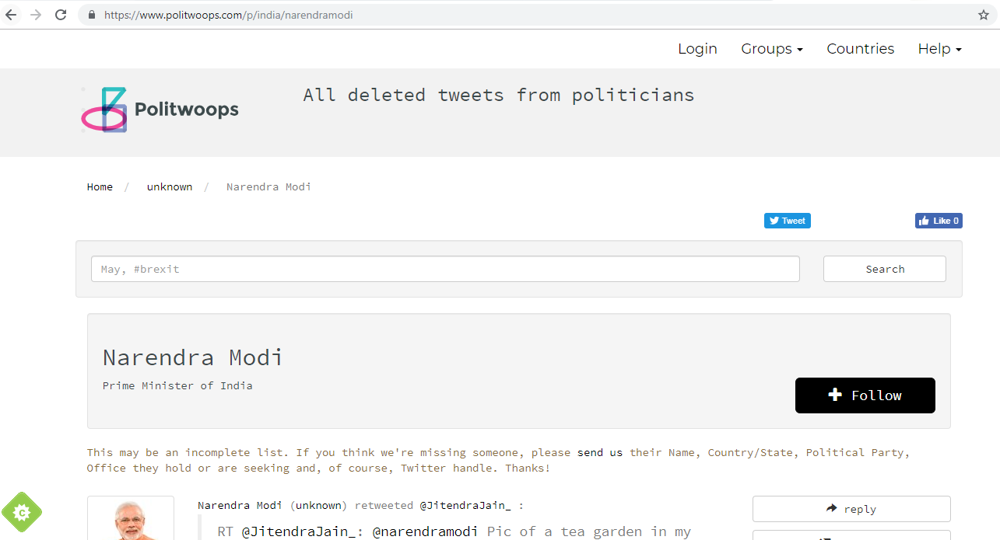 https://www.politwoops.com/p/india/narendramodi
Login Groups Countries Help
Politwoops
All deleted tweets from politicians
Home / unknown / Narendra Modi
Tweet Like 0
May, #brexit Search
Narendra Modi
Prime Minister of India
Follow
This may be an incomplete list. If you think we're missing someone, please send us their Name, Country/State, Political Party,
Office they hold or are seeking and, of course, Twitter handle. Thanks!
Narendra Modi (unknown) retweeted @JitendraJain_ :
reply
RT @JitendraJain_: @narendramodi Pic of a tea garden in my